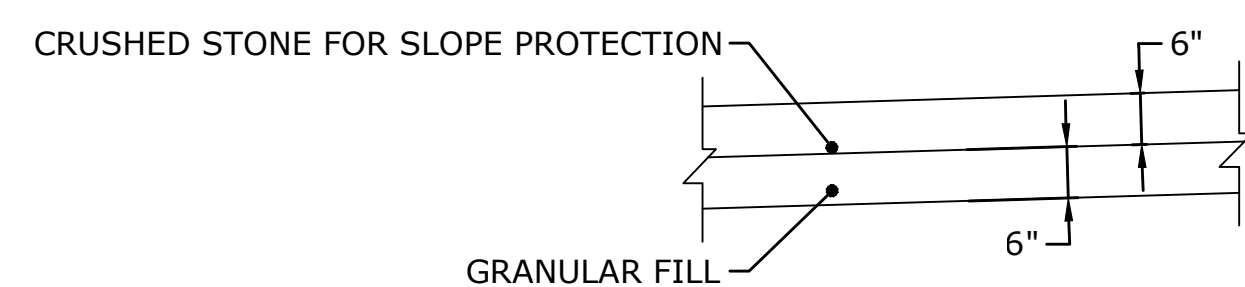 CRUSHED STONE FOR SLOPE PROTECTION
6"
6"
GRANULAR FILL